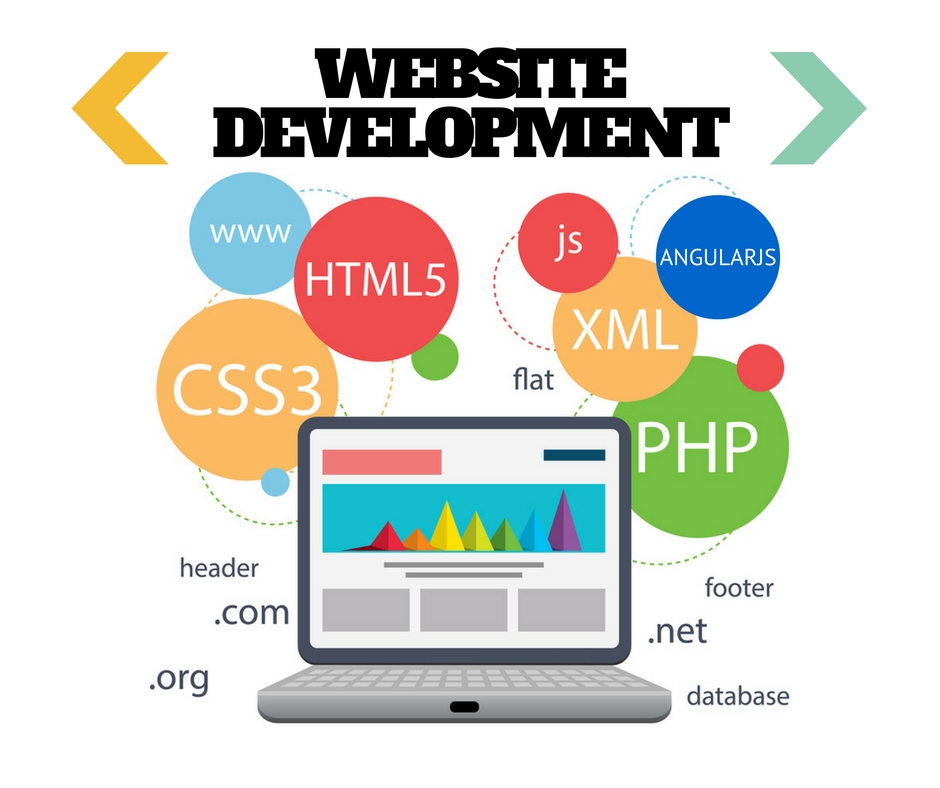 WEBSITE
DEVELOPMENT
www
HTML5
CSS3
js
ANGULARJS
XML
flat
PHP
header
.com
.org
footer
.net
database